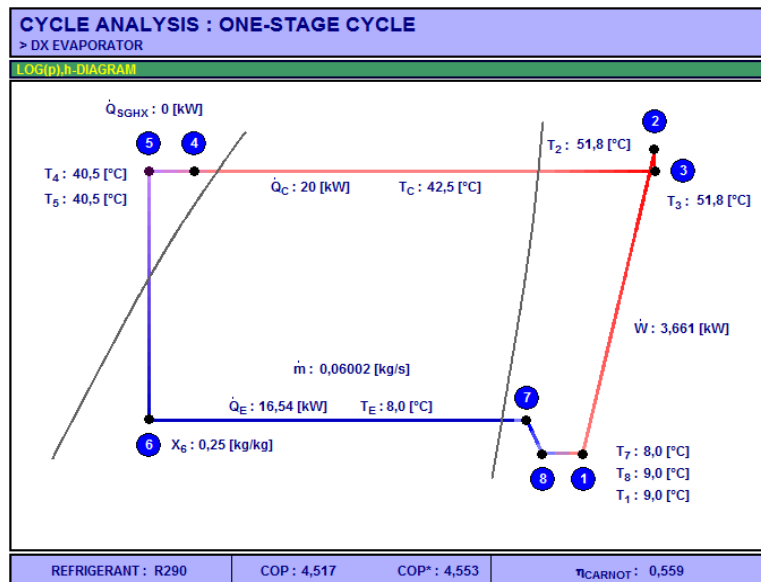 CYCLE ANALYSIS : ONE-STAGE CYCLE
> DX EVAPORATOR
LOG(p),h-DIAGRAM
Q̇SGHX : 0 [kW]
5
4
2
T2 : 51,8 [°C]
3
T4 : 40,5 [°C]
T5 : 40,5 [°C]
Q̇C : 20 [kW]
TC : 42,5 [°C]
T3 : 51,8 [°C]
Ẇ : 3,661 [kW]
ṁ : 0,06002 [kg/s]
Q̇E : 16,54 [kW]
TE : 8,0 [°C]
7
6
X6 : 0,25 [kg/kg]
8
1
T7 : 8,0 [°C]
T8 : 9,0 [°C]
T1 : 9,0 [°C]
REFRIGERANT : R290
COP : 4,517
COP* : 4,553
ηCARNOT : 0,559